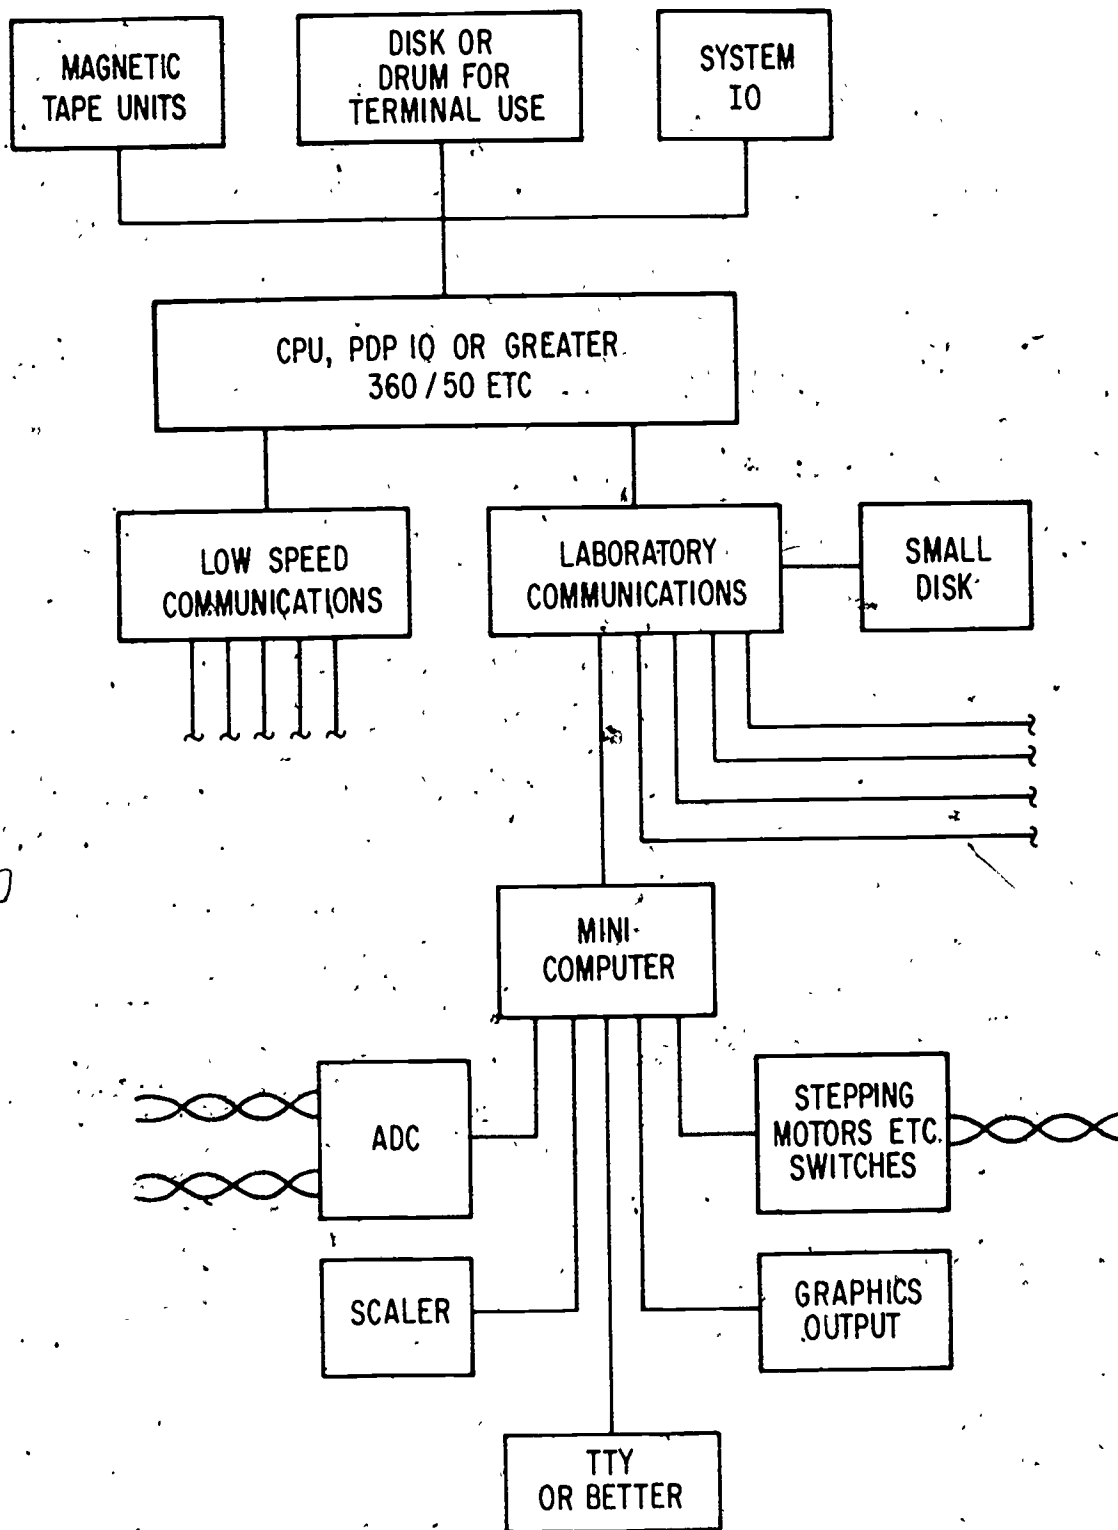 MAGNETIC
TAPE UNITS
DISK OR
DRUM FOR
TERMINAL USE
SYSTEM
IO
CPU, PDP IO OR GREATER
360 / 50 ETC
LOW SPEED
COMMUNICATIONS
LABORATORY
COMMUNICATIONS
SMALL
DISK
MINI-
COMPUTER
ADC
STEPPING
MOTORS ETC.
SWITCHES
SCALER
GRAPHICS
OUTPUT
TTY
OR BETTER